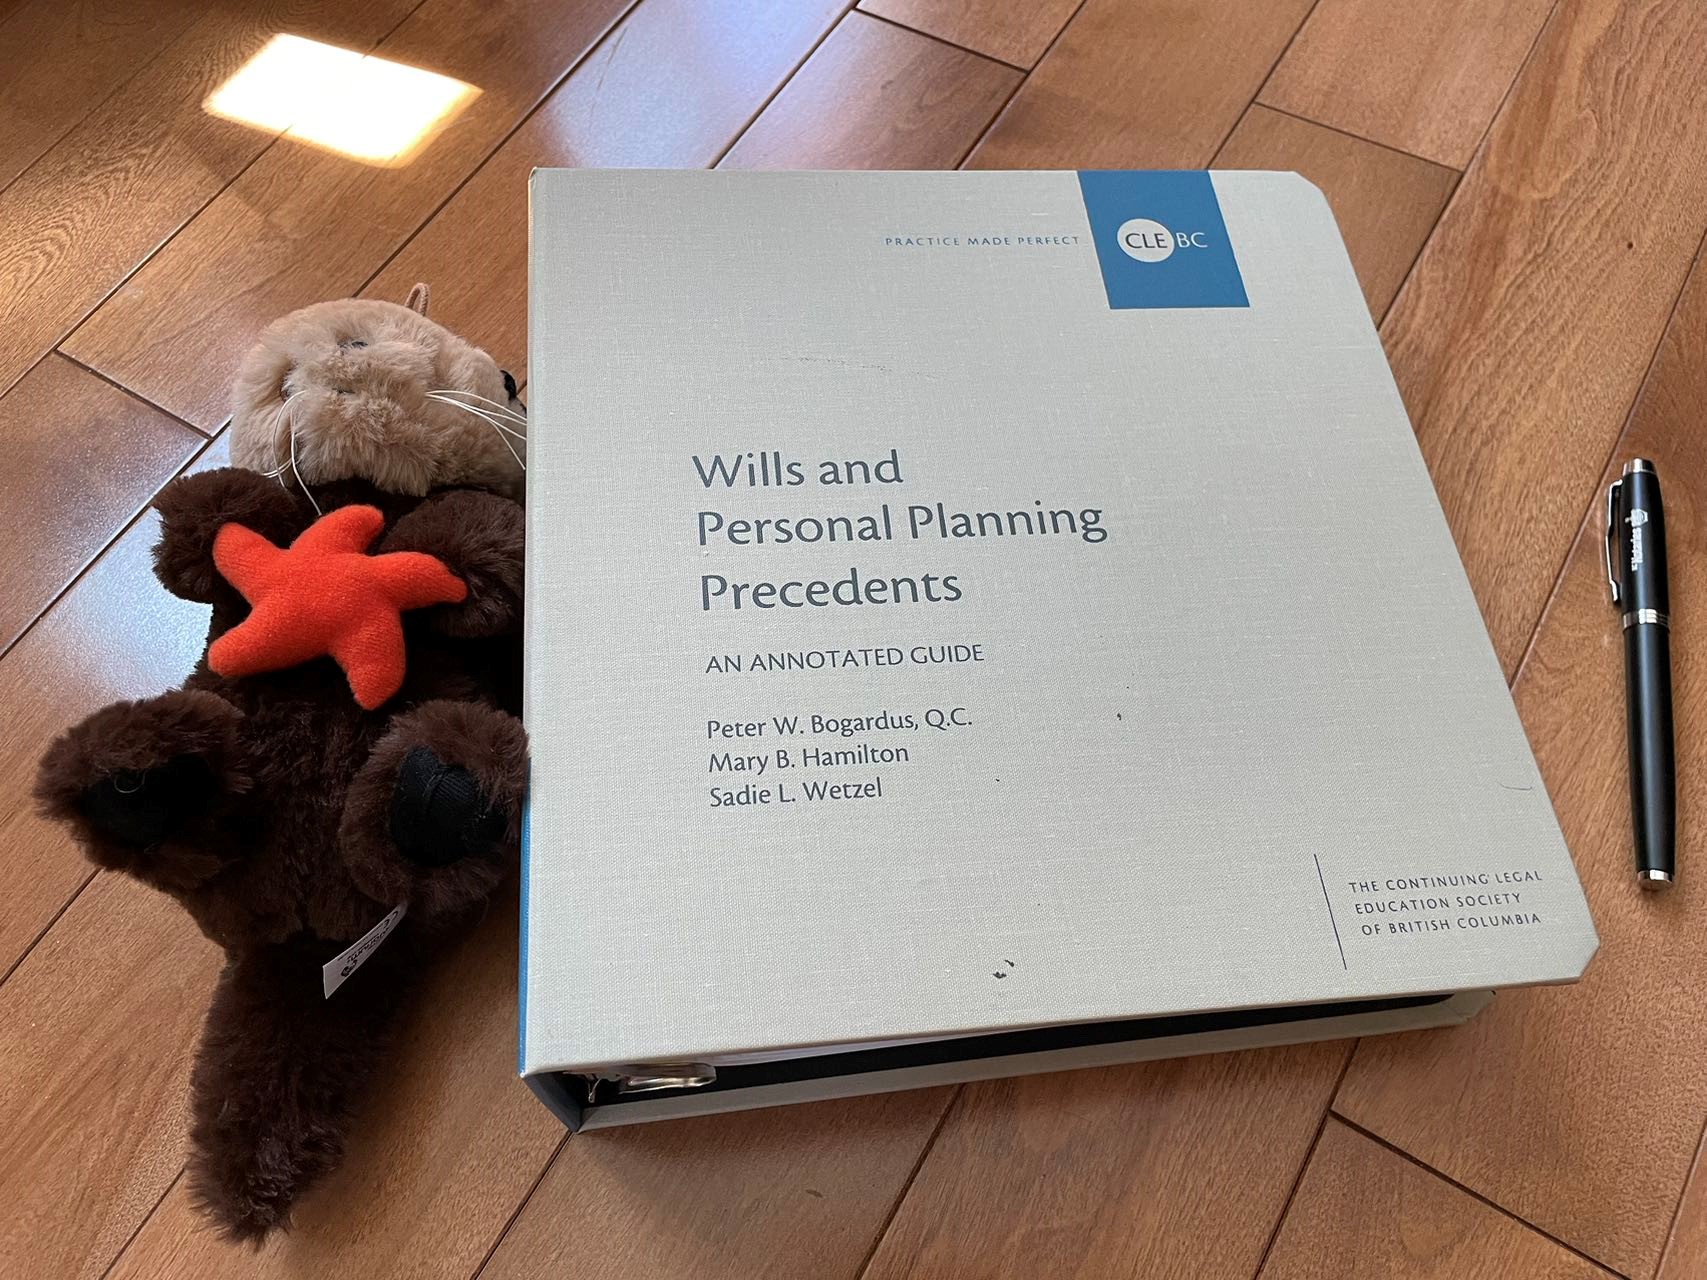 PRACTICE MADE PERFECT
CLE BC
Wills and
Personal Planning
Precedents
AN ANNOTATED GUIDE
Peter W. Bogardus, Q.C.
Mary B. Hamilton
Sadie L. Wetzel
THE CONTINUING LEGAL
EDUCATION SOCIETY
OF BRITISH COLUMBIA